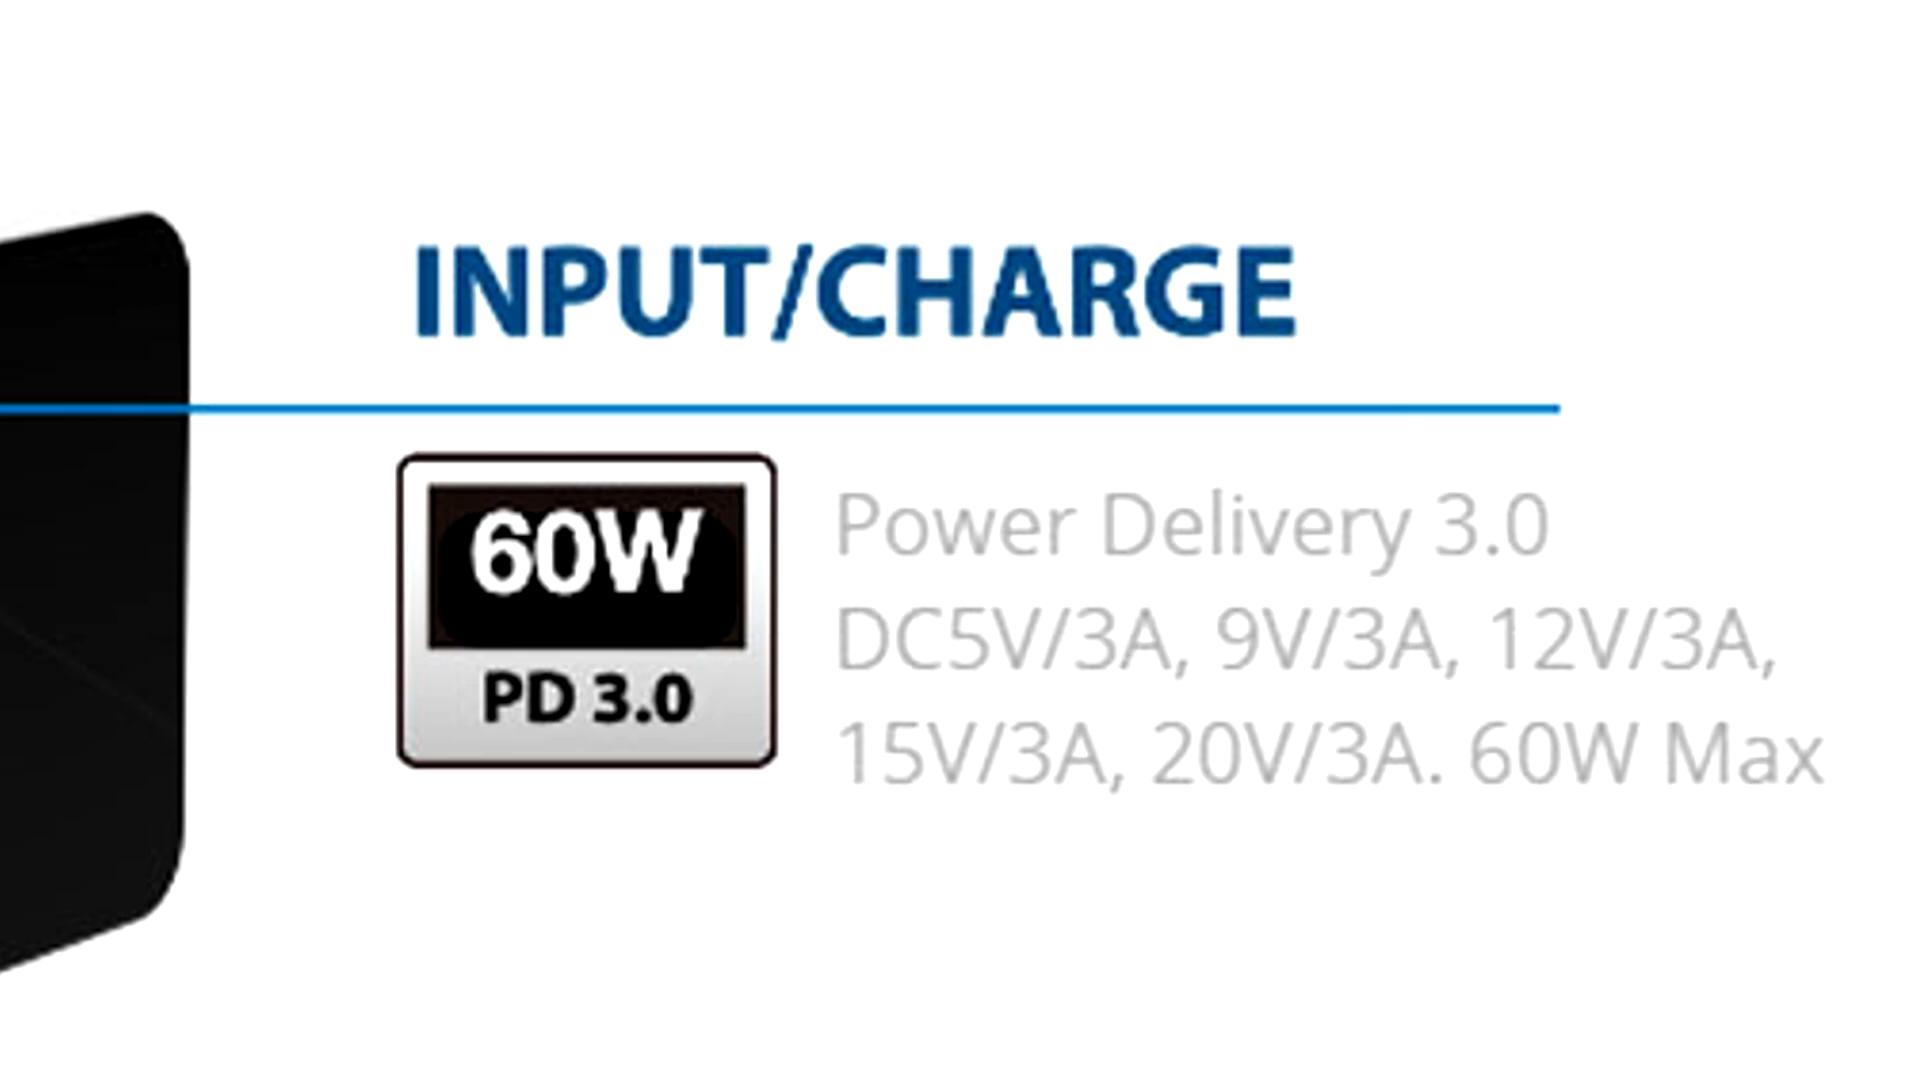 INPUT/CHARGE
60W
PD 3.0
Power Delivery 3.0
DC5V/3A, 9V/3A, 12V/3A,
15V/3A, 20V/3A. 60W Max